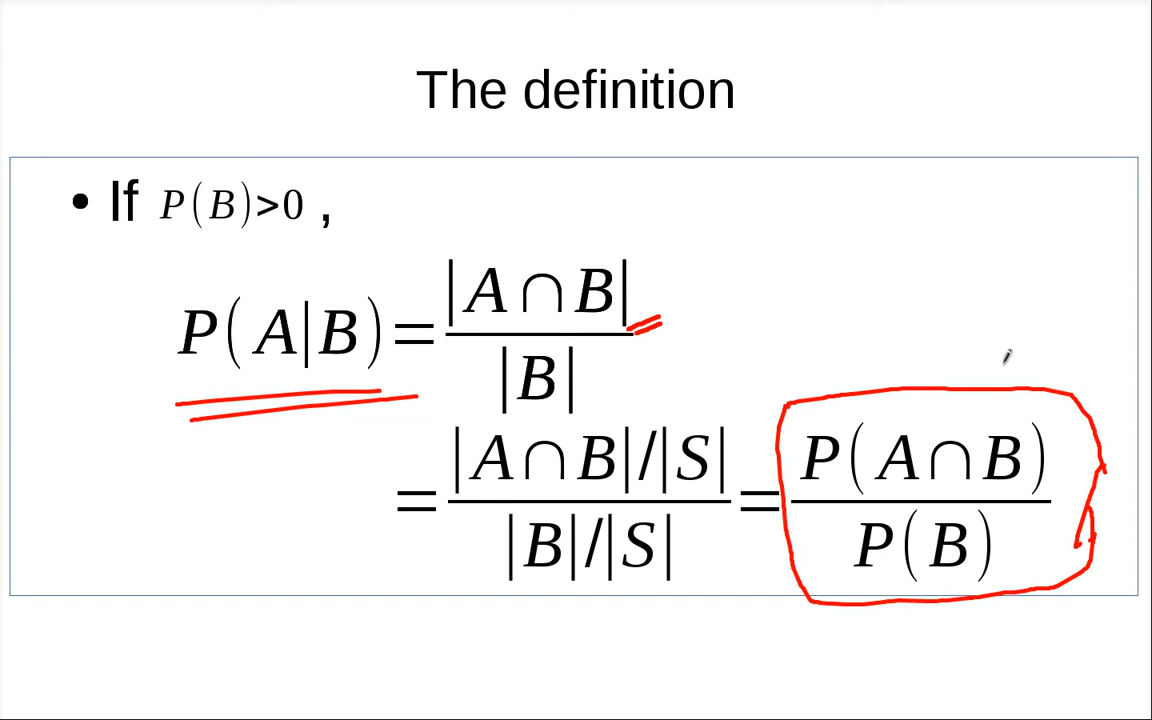 The definition
• If P(B)>0 ,
P(A|B)=|A∩B|/|B|
=|A∩B|/|S| / |B|/|S| = P(A∩B)/P(B)